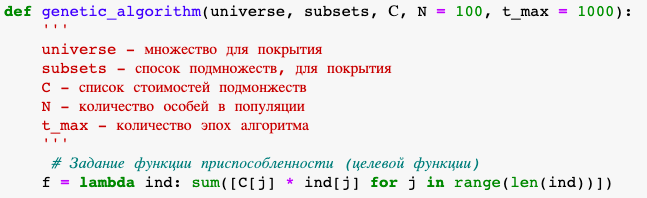 def genetic_algorithm(universe, subsets, C, N = 100, t_max = 1000):
'''
universe – множество для покрытия
subsets – спосок подмножеств, для покрытия
C – список стоимостей подмонжеств
N – количество особей в популяции
t_max – количество эпох алгоритма
'''
# Задание функции приспособленности (целевой функции)
f = lambda ind: sum([C[j] * ind[j] for j in range(len(ind))])